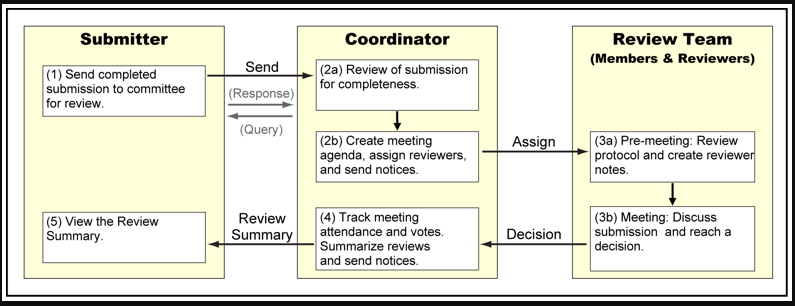 Submitter
(1) Send completed
submission to committee
for review.
(5) View the Review
Summary.
Send
(Response)
(Query)
Review
Summary
Coordinator
(2a) Review of submission
for completeness.
(2b) Create meeting
agenda, assign reviewers,
and send notices.
(4) Track meeting
attendance and votes.
Summarize reviews
and send notices.
Assign
Decision
Review Team
(Members & Reviewers)
(3a) Pre-meeting: Review
protocol and create reviewer
notes.
(3b) Meeting: Discuss
submission and reach a
decision.